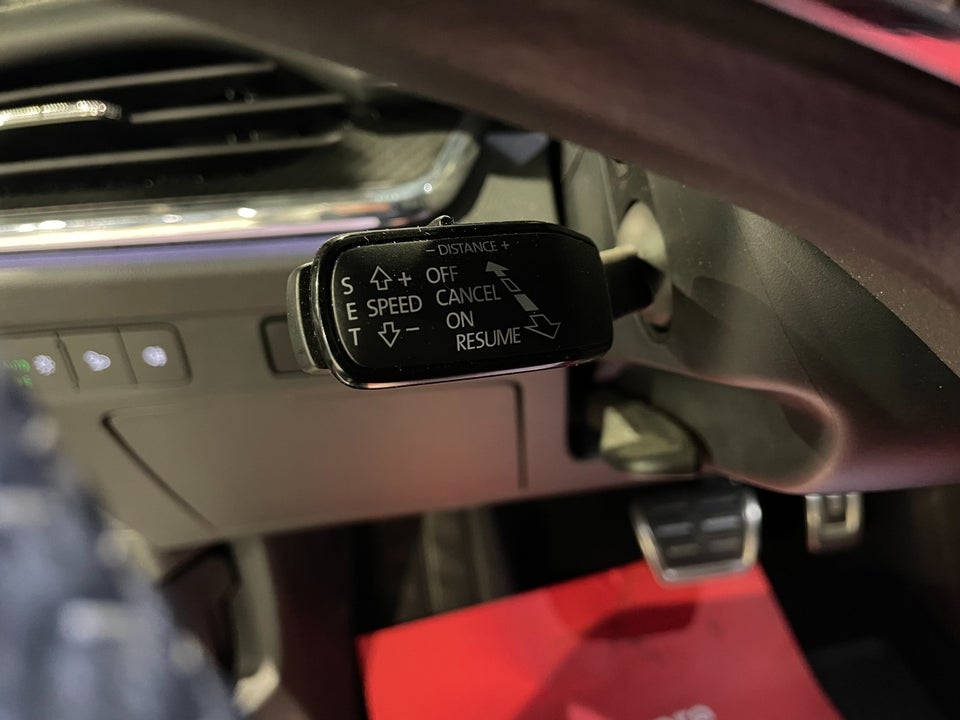 − DISTANCE +
S + OFF
E SPEED CANCEL
T − ON
RESUME